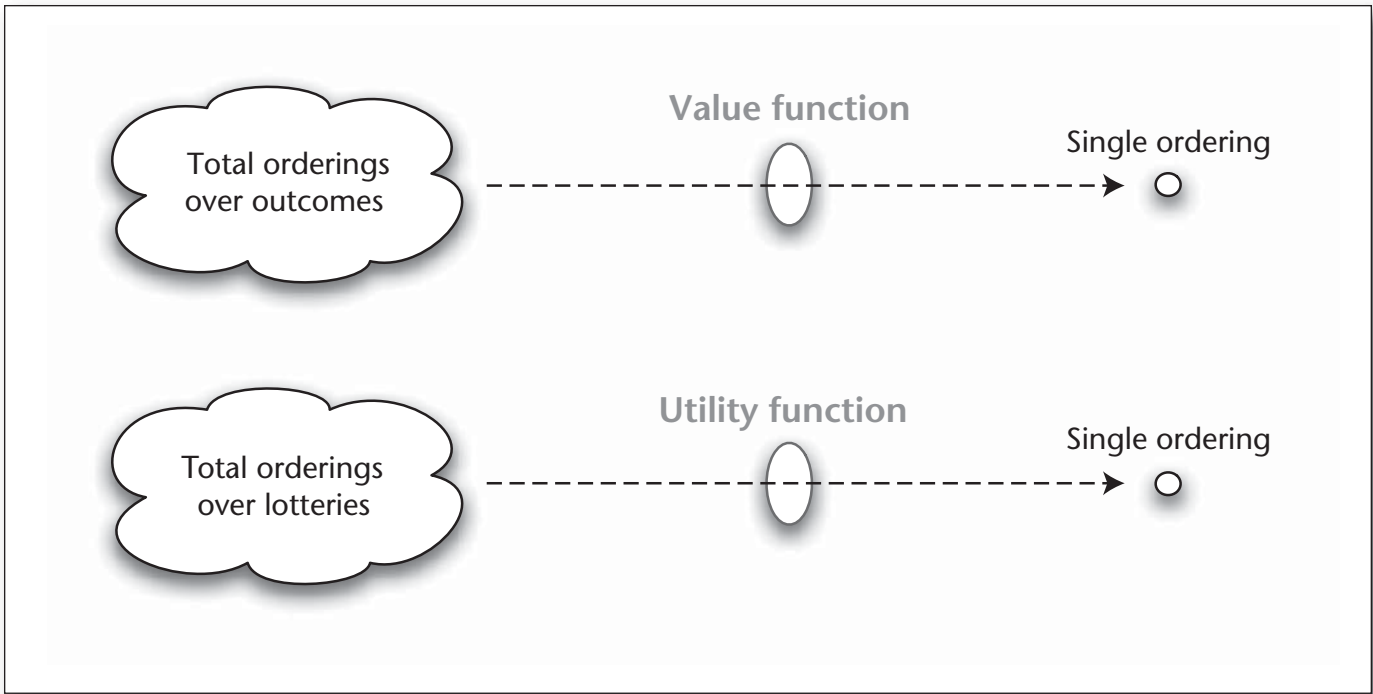 Value function
Single ordering
Total orderings
over outcomes
Utility function
Single ordering
Total orderings
over lotteries